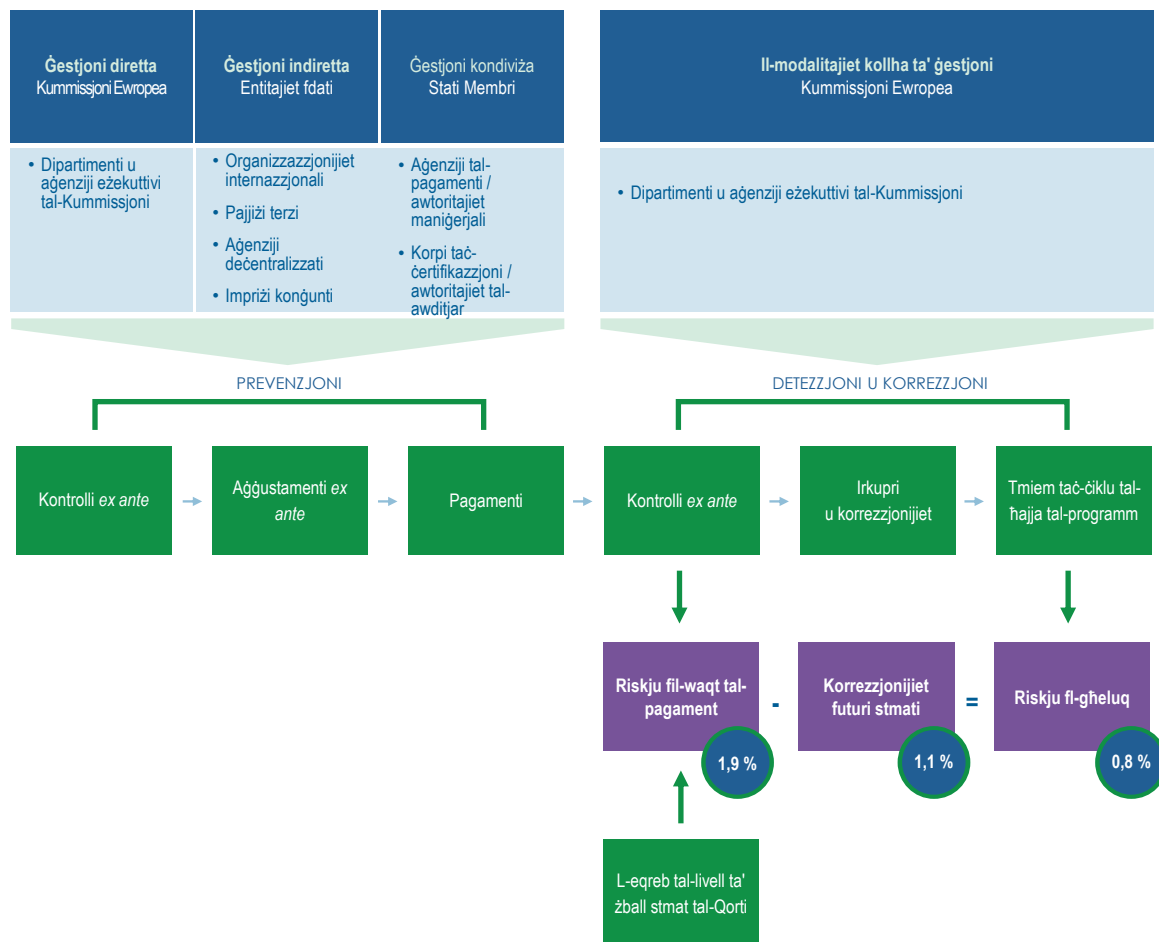 Ġestjoni diretta
Kummissjoni Ewropea
Ġestjoni indiretta
Entitajiet fdati
Ġestjoni kondiviża
Stati Membri
Il-modalitajiet kollha ta' ġestjoni
Kummissjoni Ewropea
• Dipartimenti u
aġenziji eżekuttivi
tal-Kummissjoni
• Organizzazzjonijiet
internazzjonali
• Pajjiżi terzi
• Aġenziji
deċentralizzati
• Impriżi konġunti
• Aġenziji tal-
pagamenti /
awtoritajiet
maniġerjali
• Korpi taċ-
ċertifikazzjoni /
awtoritajiet tal-
awditjar
• Dipartimenti u aġenziji eżekuttivi tal-Kummissjoni
PREVENZJONI
DETEZZJONI U KORREZZJONI
Kontrolli ex ante
Aġġustamenti ex
ante
Pagamenti
Kontrolli ex ante
Irkupri
u korrezzjonijiet
Tmiem taċ-ċiklu tal-
ħajja tal-programm
Riskju fil-waqt tal-
pagament
1,9 %
-
Korrezzjonijiet
futuri stmati
1,1 %
=
Riskju fl-għeluq
0,8 %
L-eqreb tal-livell ta'
żball stmat tal-Qorti